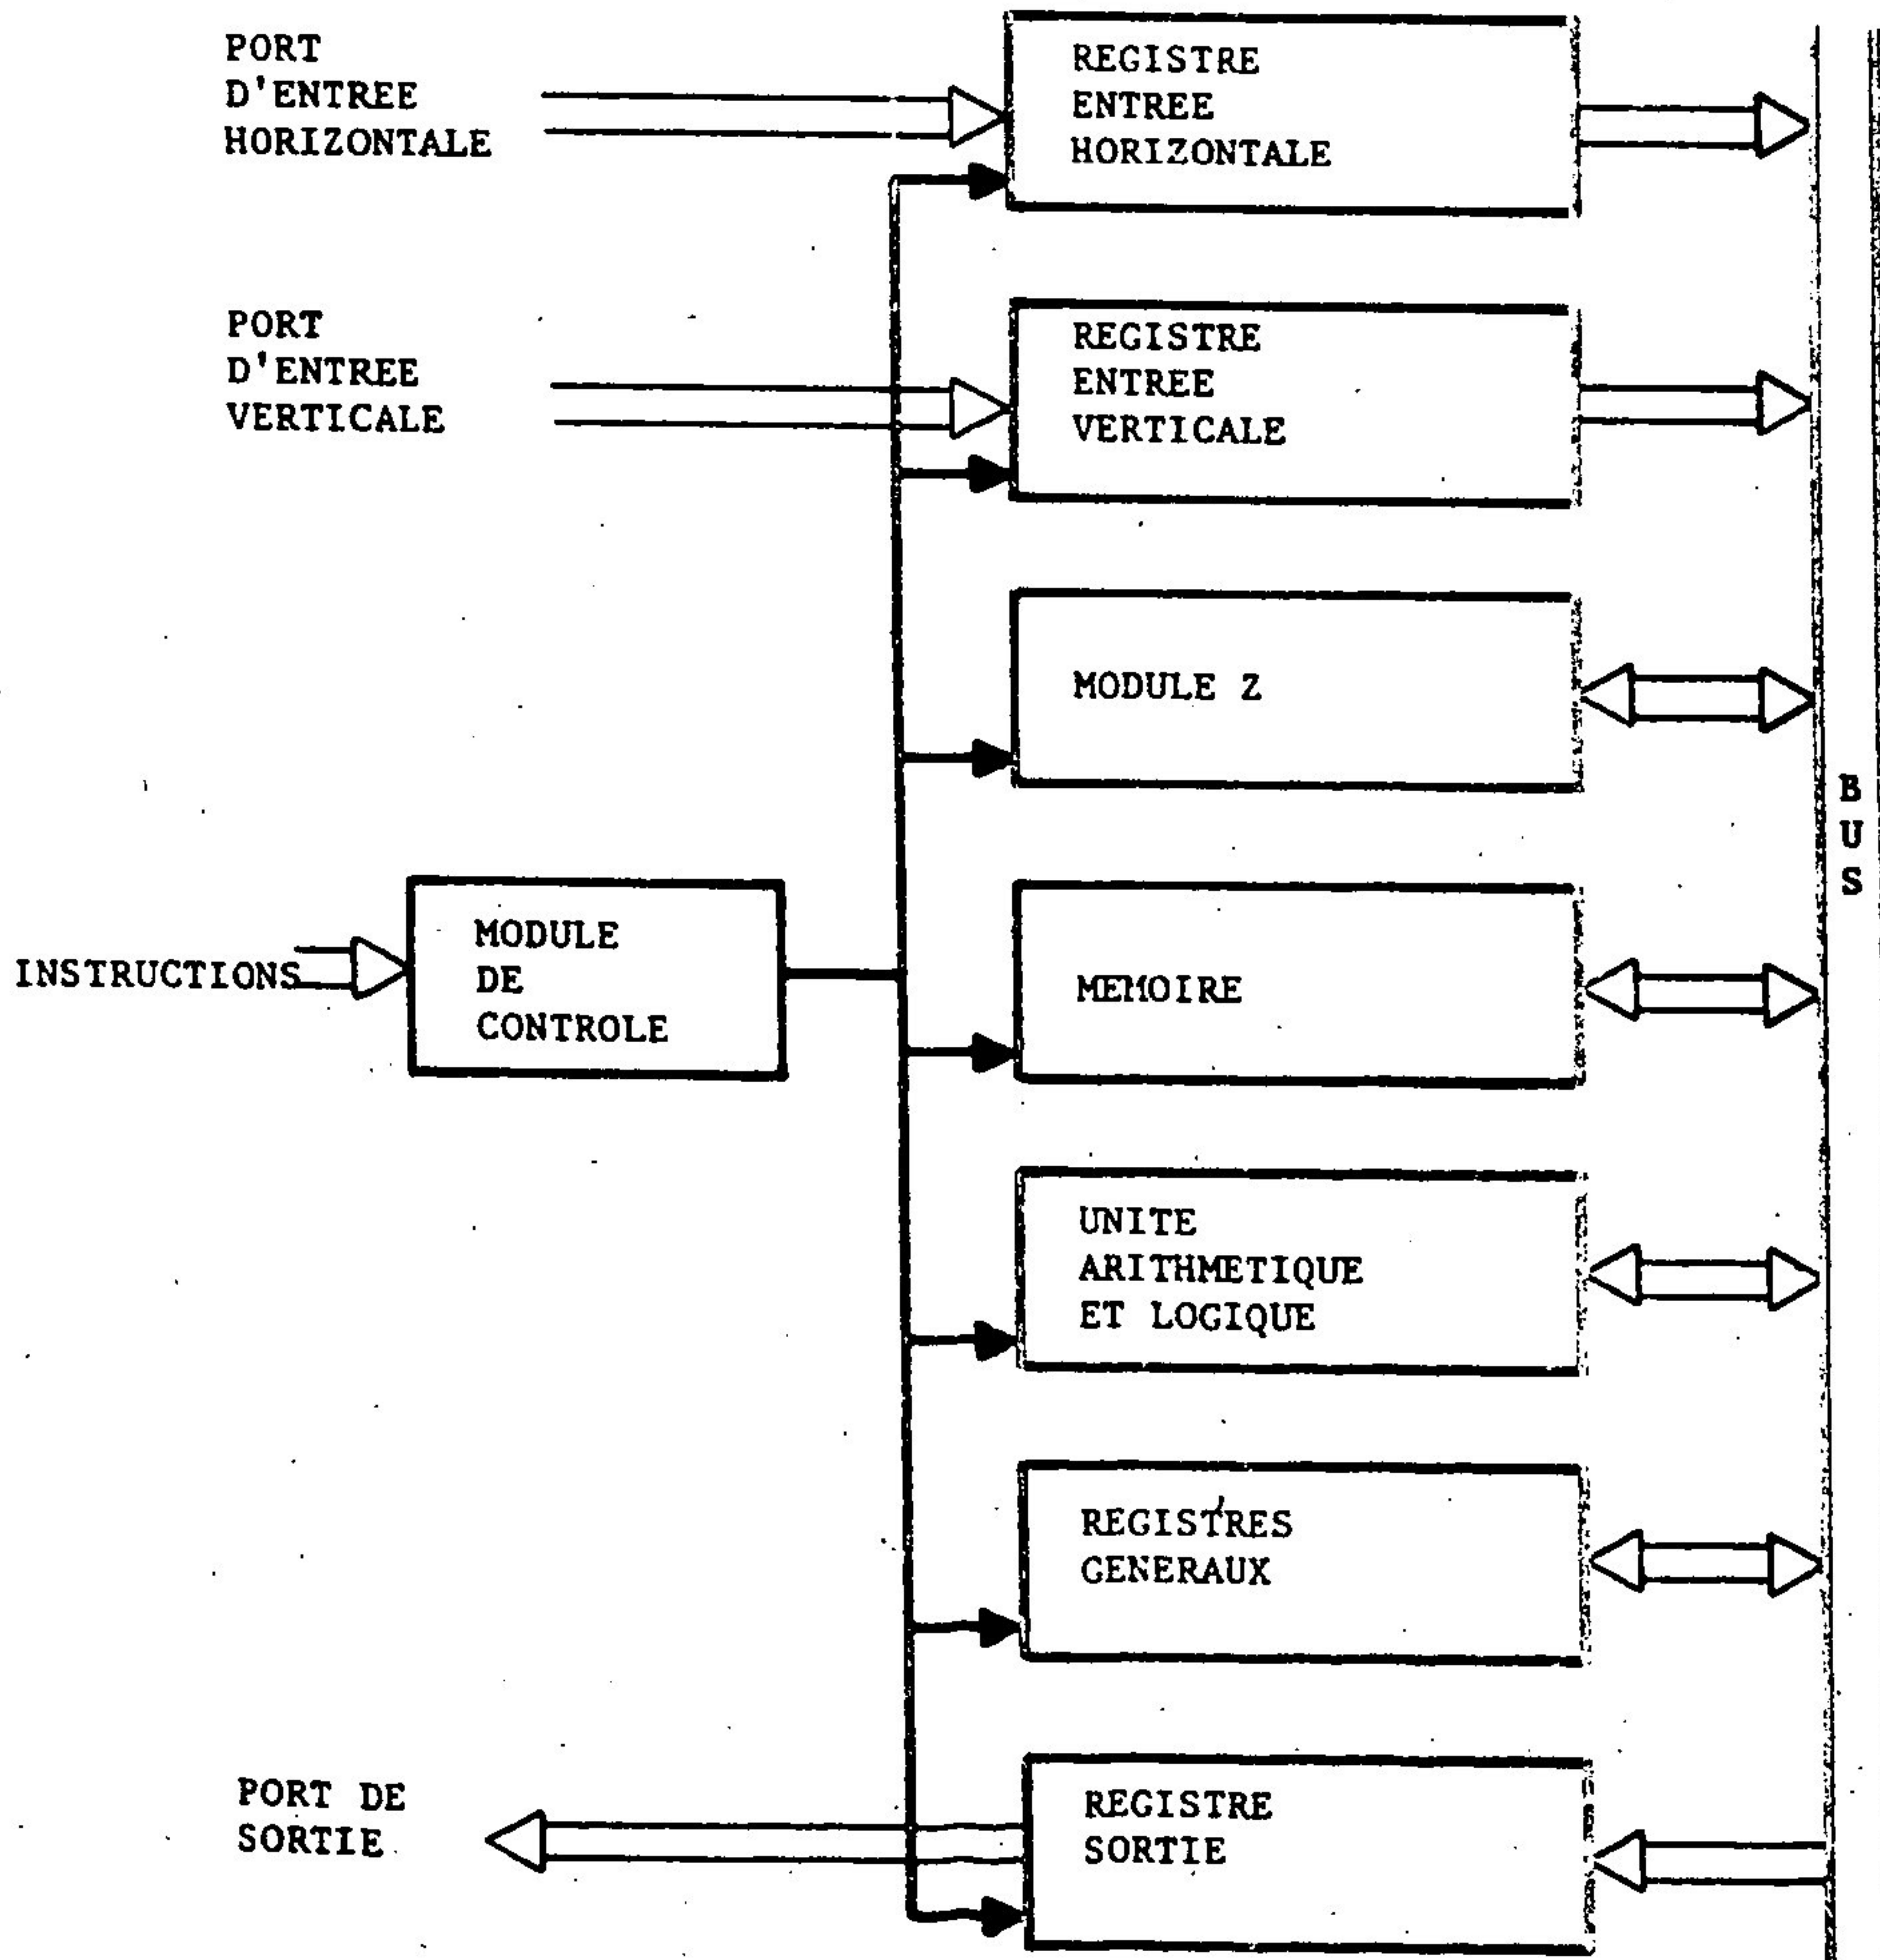 PORT
D'ENTREE
HORIZONTALE
REGISTRE
ENTREE
HORIZONTALE
PORT
D'ENTREE
VERTICALE
REGISTRE
ENTREE
VERTICALE
MODULE Z
B
U
S
INSTRUCTIONS
MODULE
DE
CONTROLE
MEMOIRE
UNITE
ARITHMETIQUE
ET LOGIQUE
REGISTRES
GENERAUX
PORT DE
SORTIE
REGISTRE
SORTIE